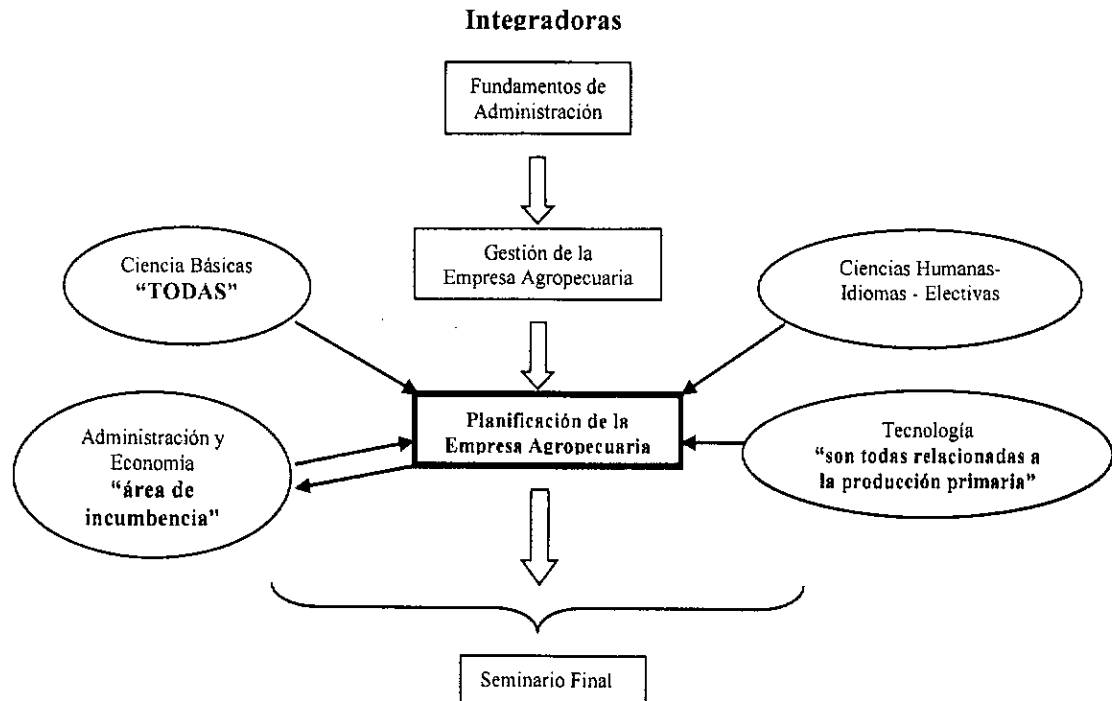 Integradoras
Fundamentos de
Administración
Gestión de la
Empresa Agropecuaria
Ciencia Básicas
“TODAS”
Ciencias Humanas-
Idiomas - Electivas
Planificación de la
Empresa Agropecuaria
Administración y
Economía
“área de
incumbencia”
Tecnología
“son todas relacionadas a
la producción primaria”
Seminario Final